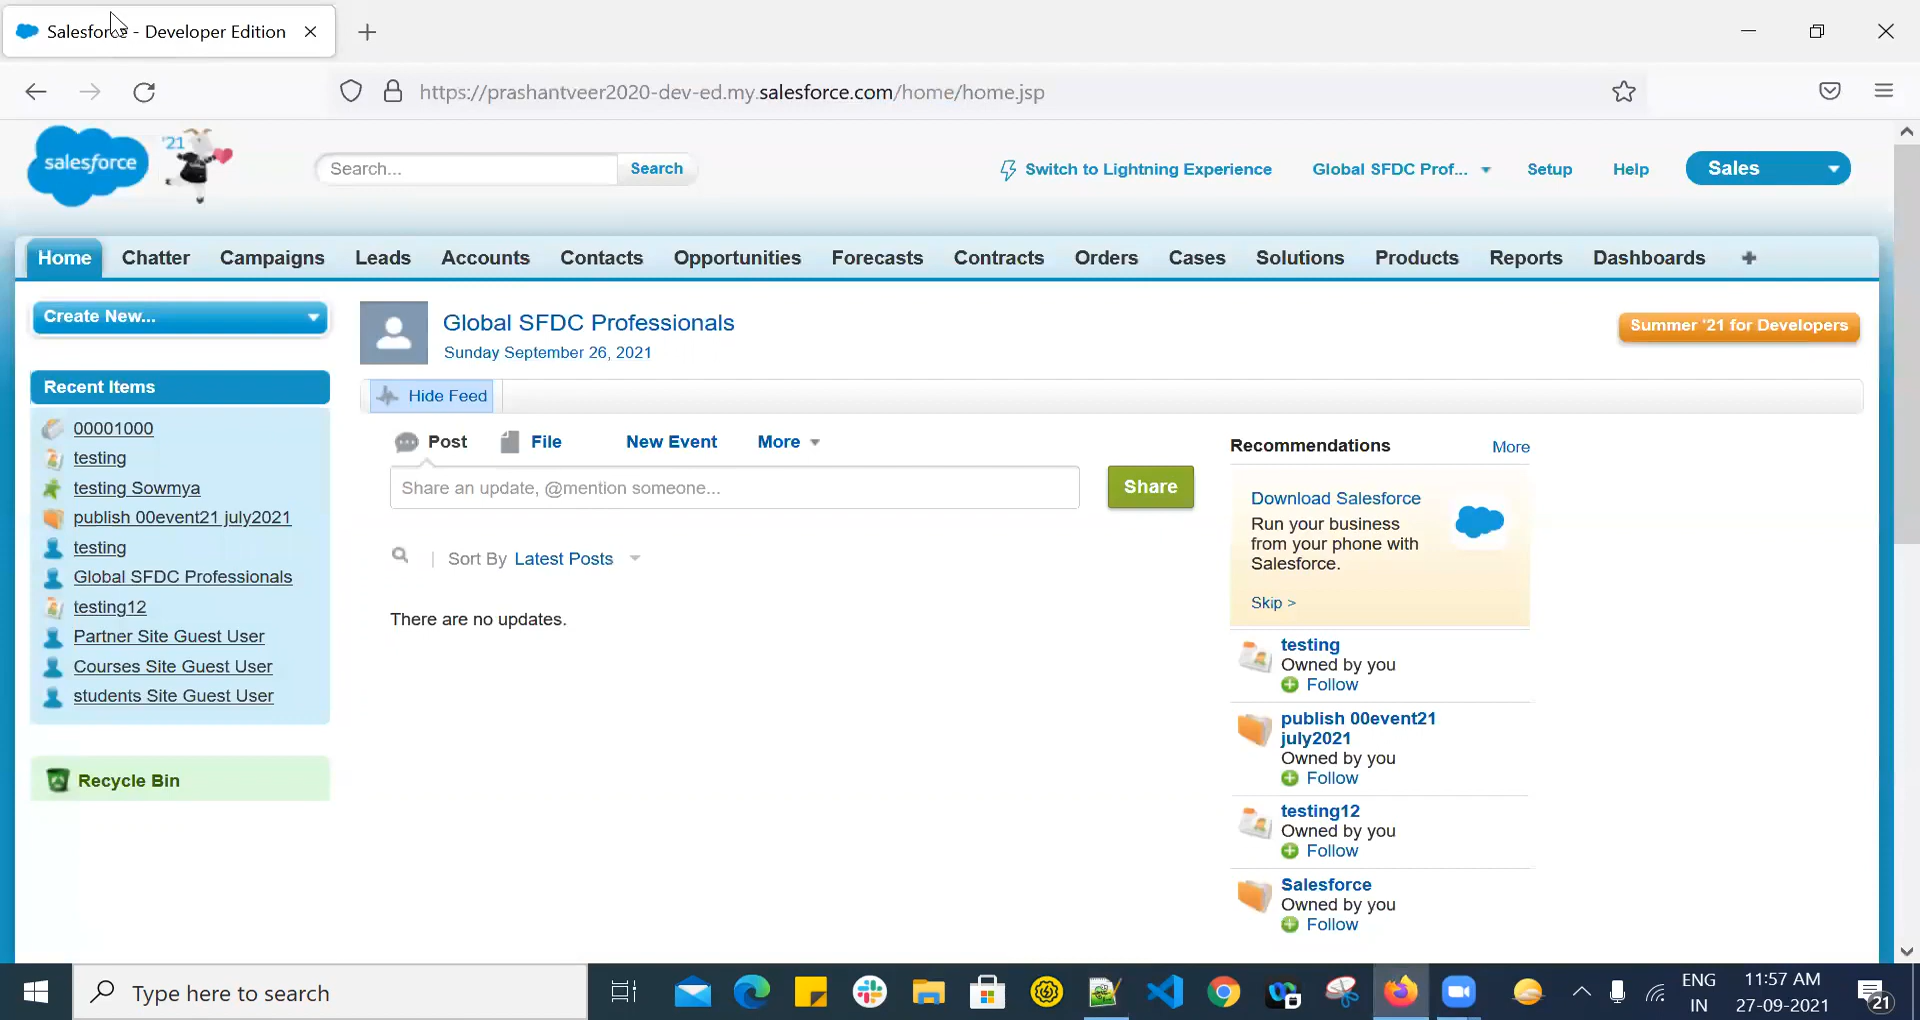 Salesforce - Developer Edition
https://prashantveer2020-dev-ed.my.salesforce.com/home/home.jsp
salesforce
'21
Search...
Search
Switch to Lightning Experience
Global SFDC Prof...
Setup
Help
Sales
Home Chatter Campaigns Leads Accounts Contacts Opportunities Forecasts Contracts Orders Cases Solutions Products Reports Dashboards
Create New...
Recent Items
00001000
testing
testing Sowmya
publish 00event21 july2021
testing
Global SFDC Professionals
testing12
Partner Site Guest User
Courses Site Guest User
students Site Guest User
Recycle Bin
Global SFDC Professionals
Sunday September 26, 2021
Summer '21 for Developers
Hide Feed
Post File New Event More
Share an update, @mention someone...
Share
Sort By Latest Posts
There are no updates.
Recommendations
More
Download Salesforce
Run your business
from your phone with
Salesforce.
Skip >
testing
Owned by you
Follow
publish 00event21
july2021
Owned by you
Follow
testing12
Owned by you
Follow
Salesforce
Owned by you
Follow
Type here to search
ENG
IN
11:57 AM
27-09-2021
21